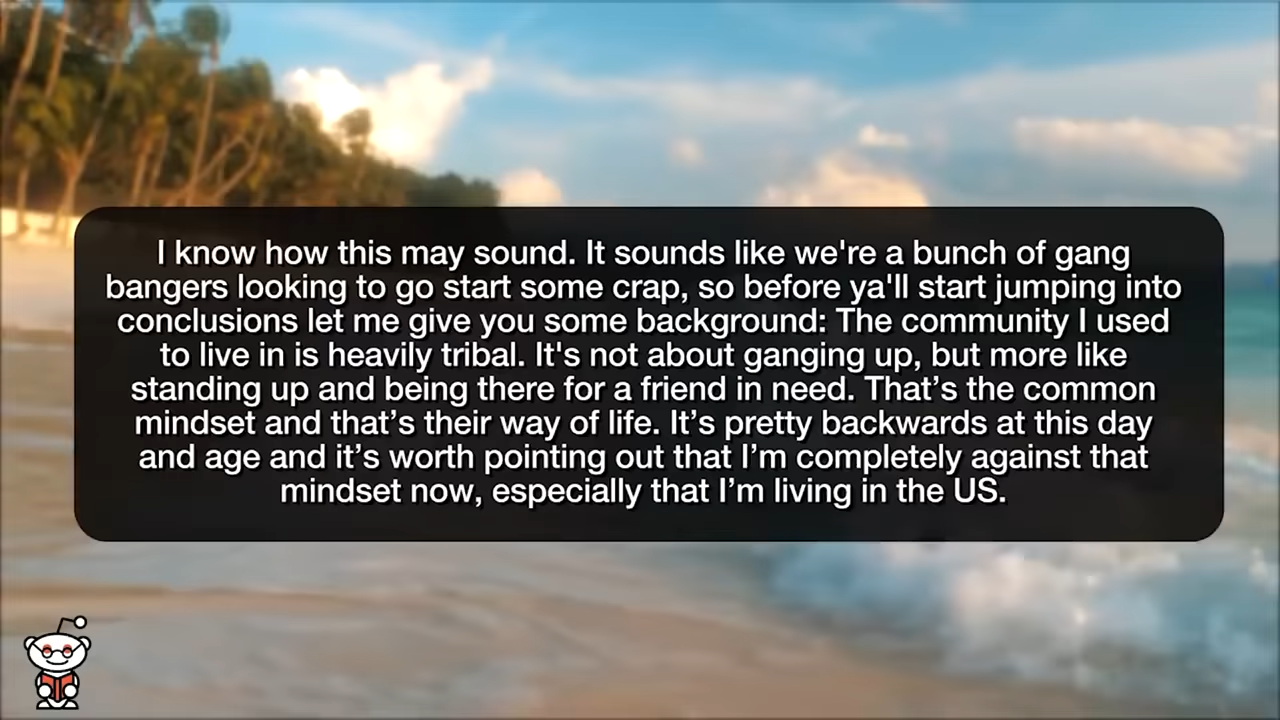 I know how this may sound. It sounds like we're a bunch of gang
bangers looking to go start some crap, so before ya'll start jumping into
conclusions let me give you some background: The community I used
to live in is heavily tribal. It's not about ganging up, but more like
standing up and being there for a friend in need. That’s the common
mindset and that’s their way of life. It’s pretty backwards at this day
and age and it’s worth pointing out that I’m completely against that
mindset now, especially that I’m living in the US.